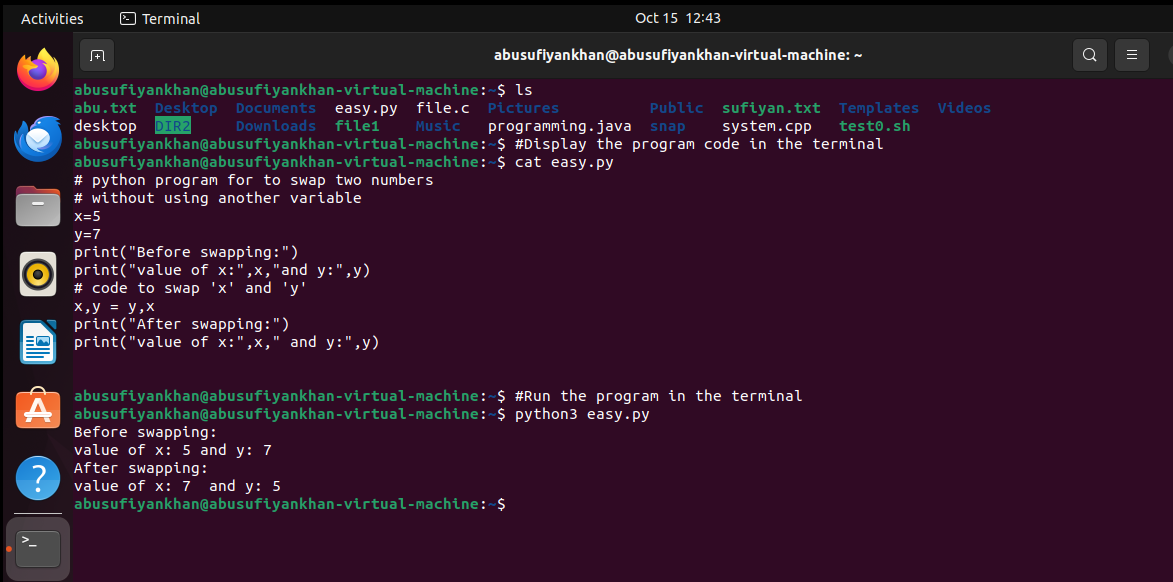 Activities Terminal Oct 15 12:43
abusufiyankhan@abusufiyankhan-virtual-machine: ~
abusufiyankhan@abusufiyankhan-virtual-machine:~$ ls
abu.txt Desktop Documents easy.py file.c Pictures Public sufiyan.txt Templates Videos
desktop DIR2 Downloads file1 Music programming.java snap system.cpp test0.sh
abusufiyankhan@abusufiyankhan-virtual-machine:~$ #Display the program code in the terminal
abusufiyankhan@abusufiyankhan-virtual-machine:~$ cat easy.py
# python program for to swap two numbers
# without using another variable
x=5
y=7
print("Before swapping:")
print("value of x:",x,"and y:",y)
# code to swap 'x' and 'y'
x,y = y,x
print("After swapping:")
print("value of x:",x," and y:",y)
abusufiyankhan@abusufiyankhan-virtual-machine:~$ #Run the program in the terminal
abusufiyankhan@abusufiyankhan-virtual-machine:~$ python3 easy.py
Before swapping:
value of x: 5 and y: 7
After swapping:
value of x: 7  and y: 5
abusufiyankhan@abusufiyankhan-virtual-machine:~$